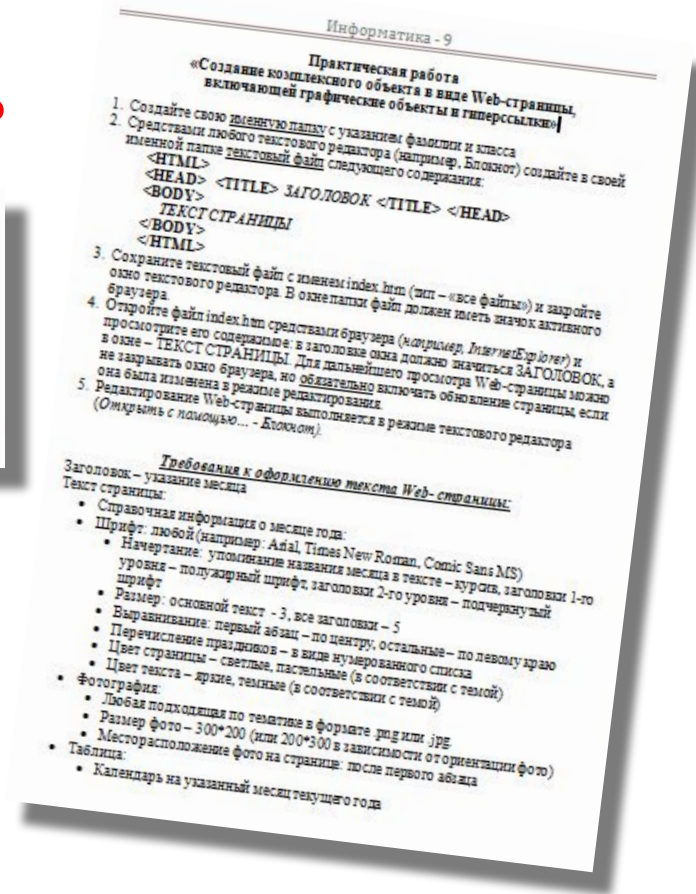 Информатика - 9
Практическая работа
«Создание комплексного объекта в виде Web-страницы,
включающей графические объекты и гиперссылки»
1. Создайте свою именную папку с указанием фамилии и класса
2. Средствами любого текстового редактора (например, Блокнот) создайте в своей
именной папке текстовый файл следующего содержания:
<HTML>
<HEAD> <TITLE> ЗАГОЛОВОК </TITLE> </HEAD>
<BODY>
ТЕКСТ СТРАНИЦЫ
</BODY>
</HTML>
3. Сохраните текстовый файл с именем index.htm (тип – «все файлы») и закройте
окно текстового редактора. В окне папки файл должен иметь значок активного
браузера.
4. Откройте файл index.htm средствами браузера (например, InternetExplorer) и
просмотрите его содержимое: в заголовке окна должно значиться ЗАГОЛОВОК, а
в окне – ТЕКСТ СТРАНИЦЫ. Для дальнейшего просмотра Web-страницы можно
не закрывать окно браузера, но обязательно включать обновление страницы, если
она была изменена в режиме редактирования.
5. Редактирование Web-страницы выполняется в режиме текстового редактора
(Открыть с помощью... - Блокнот).
Требования к оформлению текста Web- страницы:
Заголовок – указание месяца
Текст страницы:
• Справочная информация о месяце года:
• Шрифт: любой (например: Arial, Times New Roman, Comic Sans MS)
• Начертание: упоминание названия месяца в тексте – курсив, заголовки 1-го
уровня – полужирный шрифт, заголовки 2-го уровня – подчеркнутый
шрифт
• Размер: основной текст - 3, все заголовки – 5
• Выравнивание: первый абзац – по центру, остальные – по левому краю
• Перечисление праздников – в виде нумерованного списка
• Цвет страницы – светлые, пастельные (в соответствии с темой)
• Цвет текста – яркие, темные (в соответствии с темой)
• Фотография:
• Любая подходящая по тематике в формате .png или .jpg.
• Размер фото – 300*200 (или 200*300 в зависимости от ориентации фото)
• Месторасположение фото на странице: после первого абзаца
• Таблица:
• Календарь на указанный месяц текущего года